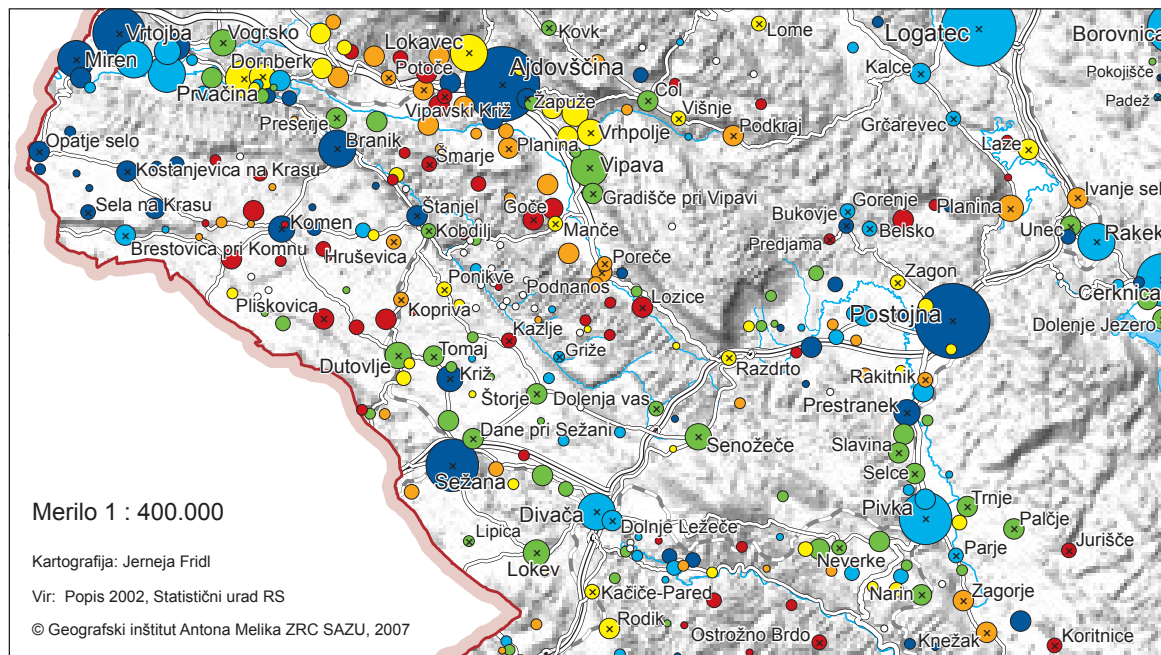 Vrtojba
Vogrsko
Miren
Dornberk
Prvačina
Lokavec
Potoče
Kovk
Lome
Logatec
Borovnica
Ajdovščina
Kalce
Pokojišče
Padež
Vipavski Križ
Žapuže
Col
Višnje
Podkraj
Grčarevec
Prešerje
Branik
Planina
Vrhpolje
Laze
Opatje selo
Šmarje
Vipava
Kostanjevica na Krasu
Gradišče pri Vipavi
Ivanje sel
Sela na Krasu
Štanjel
Goče
Gorenje
Bukovje
Planina
Komen
Kobdilj
Manče
Belsko
Unec
Rakek
Brestovica pri Komnu
Hruševica
Predjama
Poreče
Ponikve
Podnanos
Zagon
Cerknica
Pliskovica
Kopriva
Lozice
Postojna
Dolenje Jezero
Kazlje
Tomaj
Griže
Dutovlje
Križ
Razdrto
Rakitnik
Štorje
Dolenja vas
Prestranek
Dane pri Sežani
Senožeče
Slavina
Sežana
Selce
Merilo 1 : 400.000
Divača
Pivka
Trnje
Dolnje Ležeče
Palčje
Lipica
Jurišče
Kartografija: Jerneja Fridl
Lokev
Neverke
Parje
Vir: Popis 2002, Statistični urad RS
Kačiče-Pared
Narin
Zagorje
© Geografski inštitut Antona Melika ZRC SAZU, 2007
Rodik
Ostrožno Brdo
Knežak
Koritnice